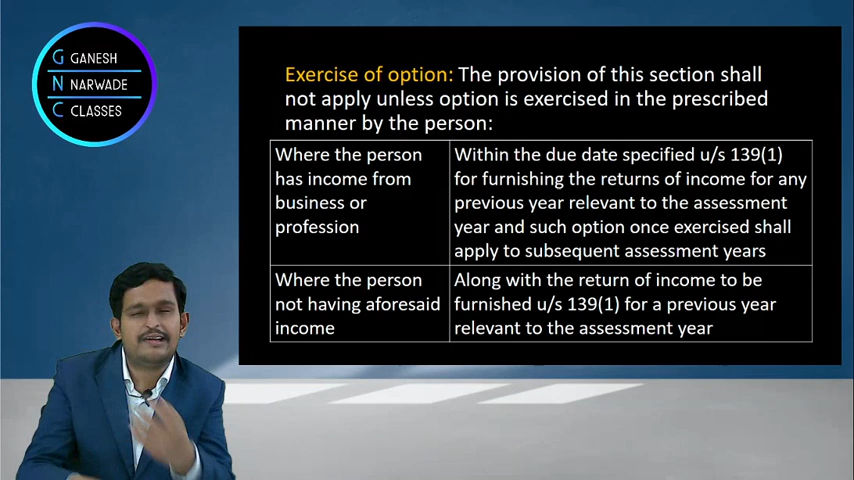 G GANESH
N NARWADE
C CLASSES
Exercise of option: The provision of this section shall
not apply unless option is exercised in the prescribed
manner by the person:
Where the person
has income from
business or
profession
Within the due date specified u/s 139(1)
for furnishing the returns of income for any
previous year relevant to the assessment
year and such option once exercised shall
apply to subsequent assessment years
Where the person
not having aforesaid
income
Along with the return of income to be
furnished u/s 139(1) for a previous year
relevant to the assessment year